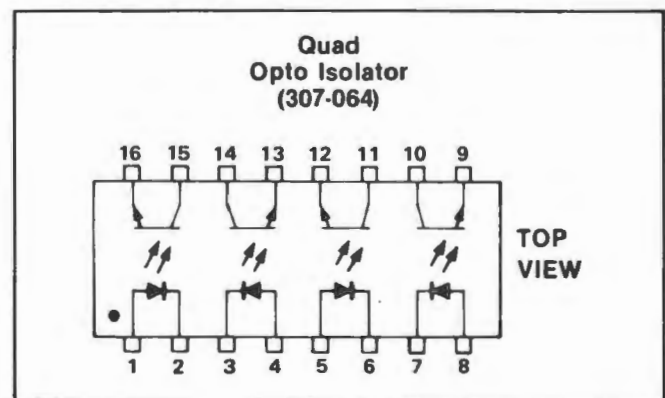 Quad
Opto Isolator
(307-064)
16 15 14 13 12 11 10 9
TOP
VIEW
1 2 3 4 5 6 7 8